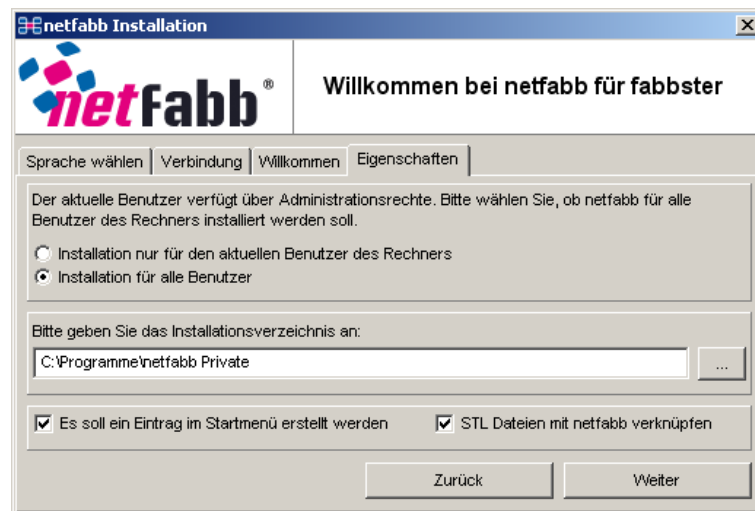 netfabb Installation
netfabb®
Willkommen bei netfabb für fabbster
Sprache wählen Verbindung Willkommen Eigenschaften
Der aktuelle Benutzer verfügt über Administrationsrechte. Bitte wählen Sie, ob netfabb für alle
Benutzer des Rechners installiert werden soll.
Installation nur für den aktuellen Benutzer des Rechners
Installation für alle Benutzer
Bitte geben Sie das Installationsverzeichnis an:
C:\Programme\netfabb Private
...
Es soll ein Eintrag im Startmenü erstellt werden STL Dateien mit netfabb verknüpfen
Zurück Weiter